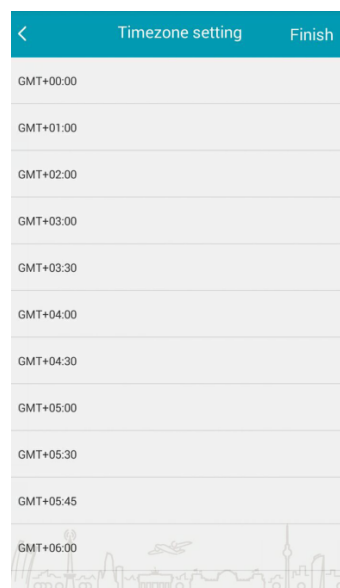 Timezone setting Finish
GMT+00:00
GMT+01:00
GMT+02:00
GMT+03:00
GMT+03:30
GMT+04:00
GMT+04:30
GMT+05:00
GMT+05:30
GMT+05:45
GMT+06:00